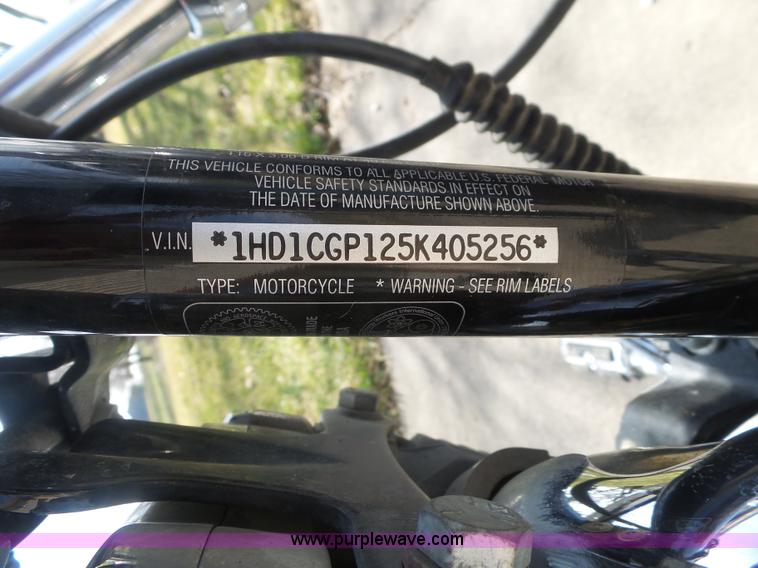 THIS VEHICLE CONFORMS TO ALL APPLICABLE U.S. FEDERAL MOTOR
VEHICLE SAFETY STANDARDS IN EFFECT ON
THE DATE OF MANUFACTURE SHOWN ABOVE.
V.I.N. *1HD1CGP125K405256*
TYPE: MOTORCYCLE * WARNING - SEE RIM LABELS
www.purplewave.com